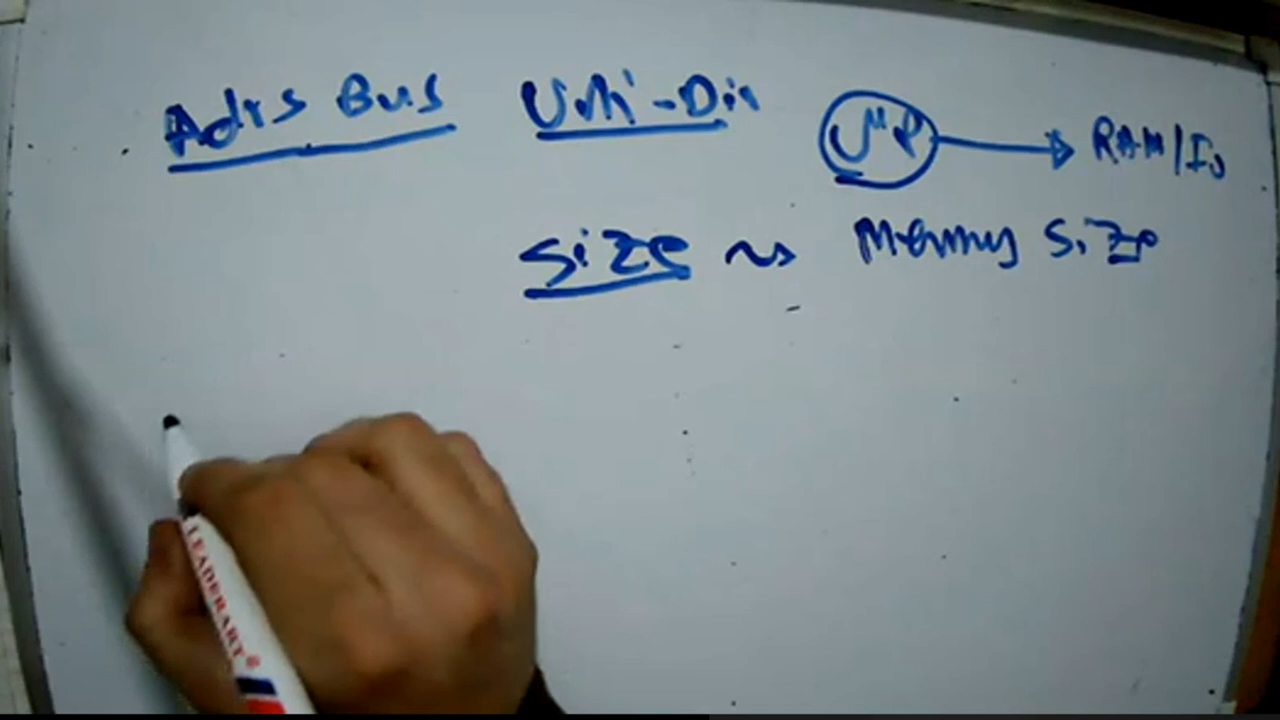 Adrs Bus Uni-Dir μP → RAM/Io
Size ~> Memory Size
LEADERART®